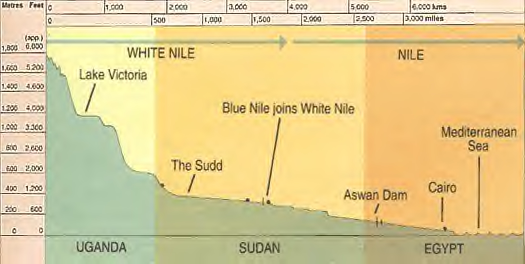 Metres Feet
0 1,000 2,000 3,000 4,000 5,000 6,000 kms
0 500 1,000 1,500 2,000 2,500 3,000 miles
(app.)
WHITE NILE NILE
1,800 6,000
1,600 5,200
Lake Victoria
1,400 4,600
Blue Nile joins White Nile
1,200 4,000
Mediterranean
Sea
1,000 3,200
800 2,600
The Sudd
600 2,000
Aswan Dam Cairo
400 1,200
200 600
0 0
UGANDA SUDAN EGYPT